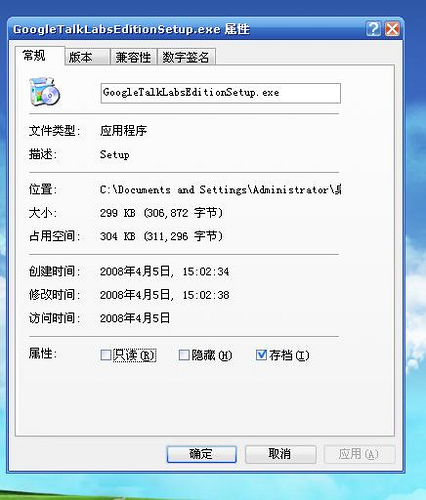 GoogleTalkLabsEditionSetup.exe 属性
常规 版本 兼容性 数字签名
GoogleTalkLabsEditionSetup.exe
文件类型: 应用程序
描述: Setup
位置: C:\Documents and Settings\Administrator\
大小: 299 KB (306,872 字节)
占用空间: 304 KB (311,296 字节)
创建时间: 2008年4月5日, 15:02:34
修改时间: 2008年4月5日, 15:02:38
访问时间: 2008年4月5日
属性: 只读(R) 隐藏(H) 存档(I)
确定 取消 应用(A)